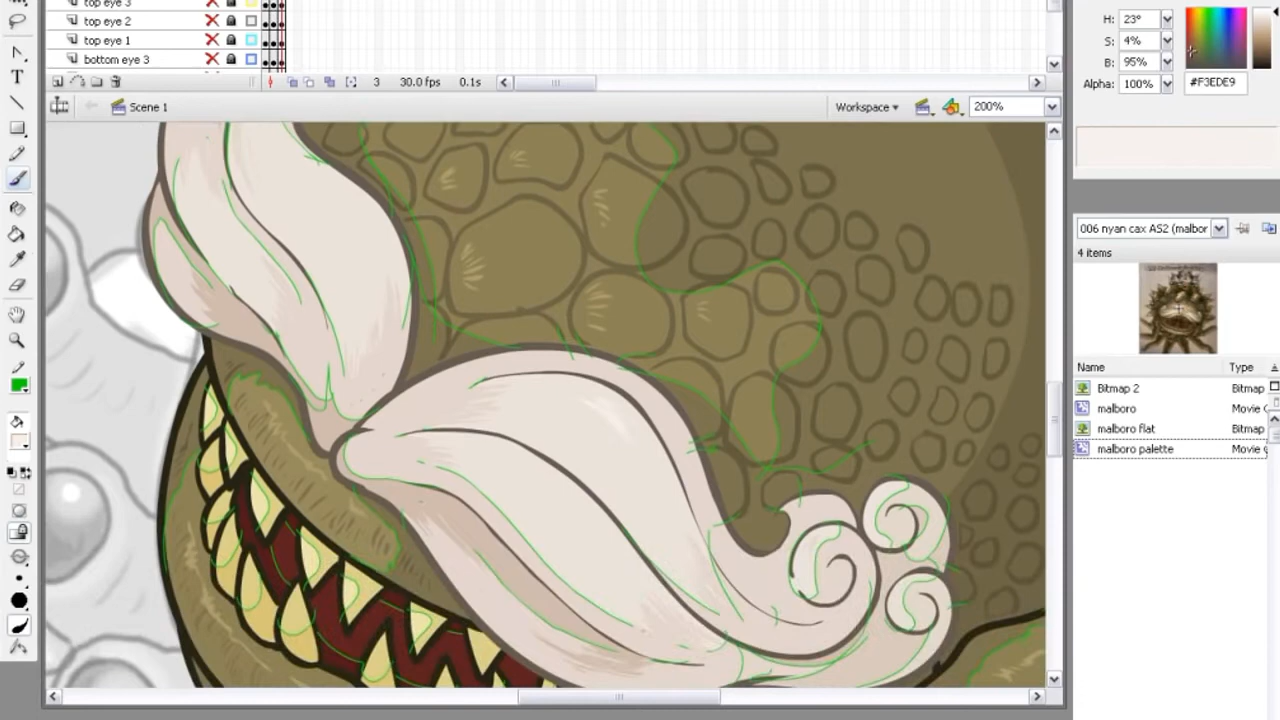 top eye 3
top eye 2
top eye 1
bottom eye 3
3 30.0 fps 0.1s
Scene 1
Workspace
200%
H: 23°
S: 4%
B: 95%
Alpha: 100% #F3EDE9
006 nyan cax AS2 (malbor
4 items
Name Type
Bitmap 2 Bitmap
malboro Movie C
malboro flat Bitmap
malboro palette Movie C